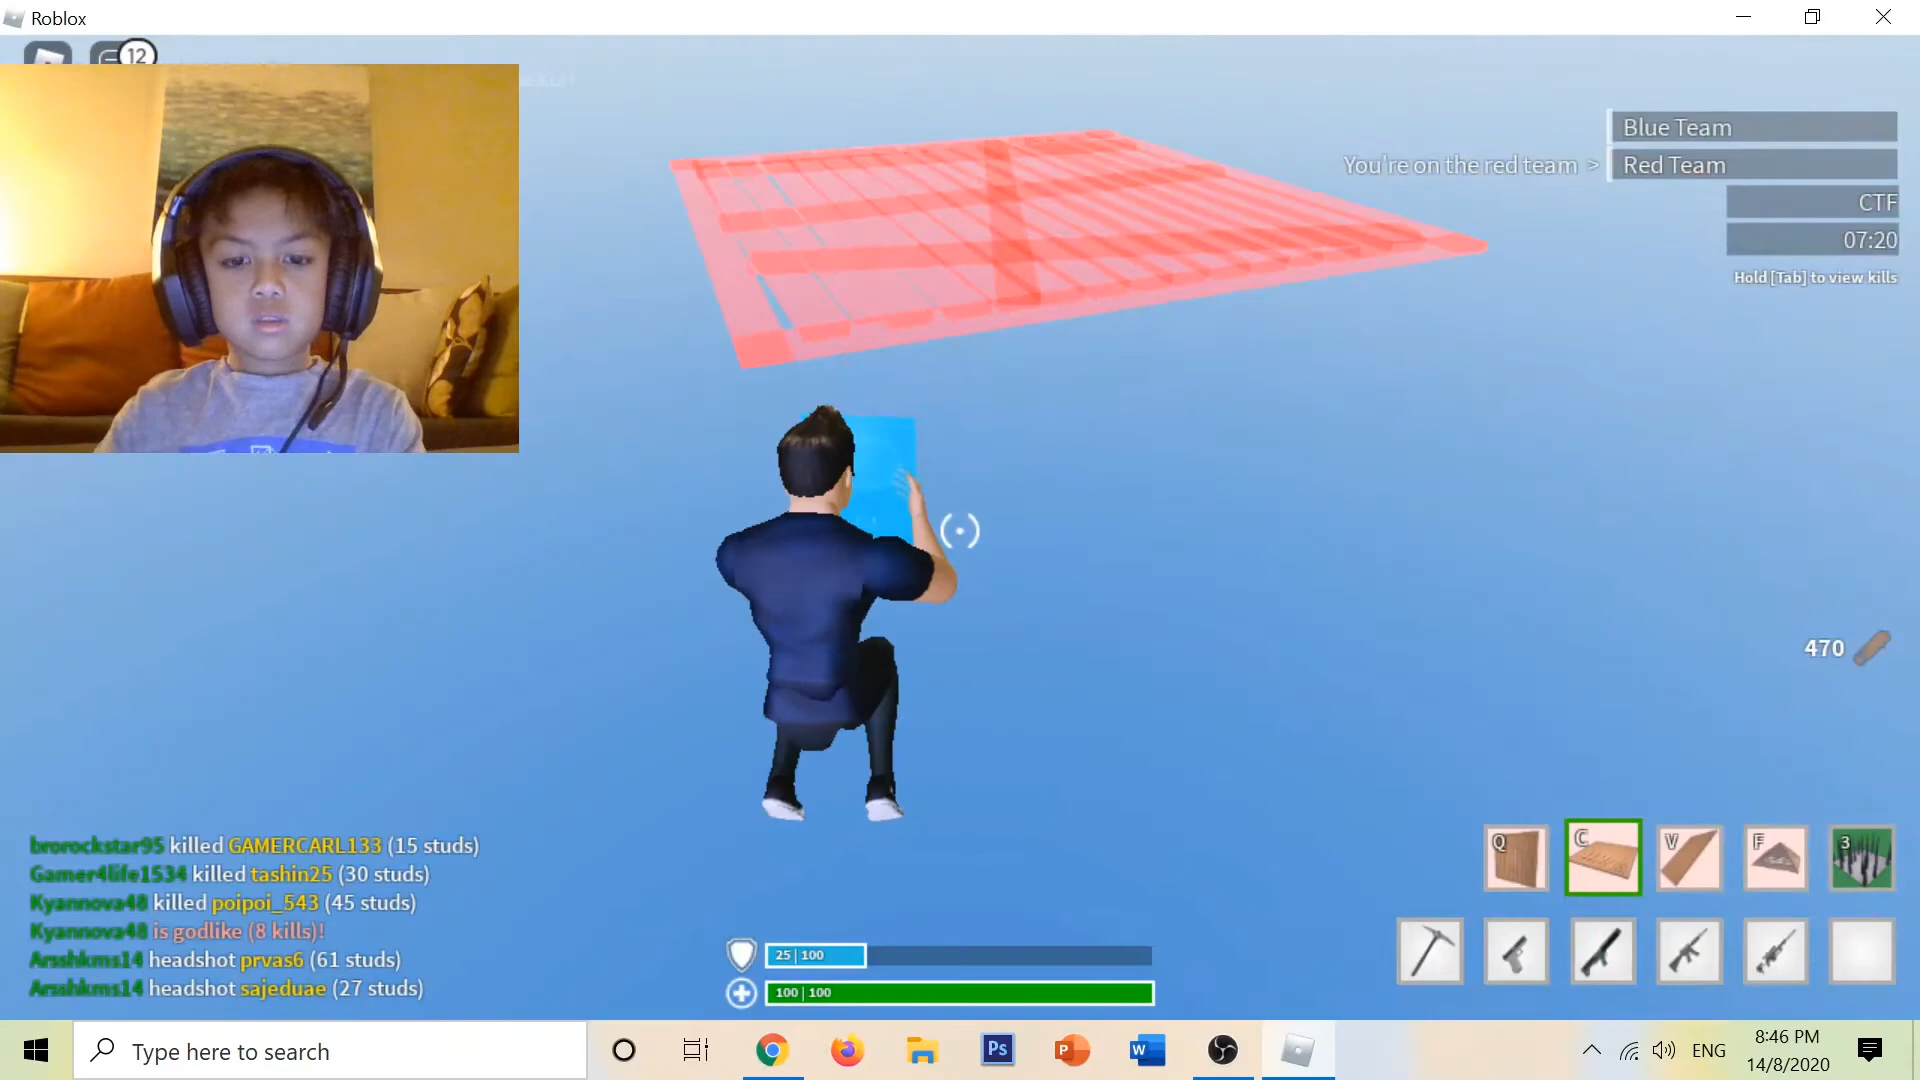 Roblox
12
Blue Team
You're on the red team >
Red Team
CTF
07:20
Hold [Tab] to view kills
470
brorockstar95 killed GAMERCARL133 (15 studs)
Gamer4life1534 killed tashin25 (30 studs)
Kyannova48 killed poipoi_543 (45 studs)
Kyannova48 is godlike (8 kills)!
Arsshkms14 headshot prvas6 (61 studs)
Arsshkms14 headshot sajeduae (27 studs)
Q
C
V
F
3
25 | 100
100 | 100
Type here to search
Ps
P
W
ENG
8:46 PM
14/8/2020